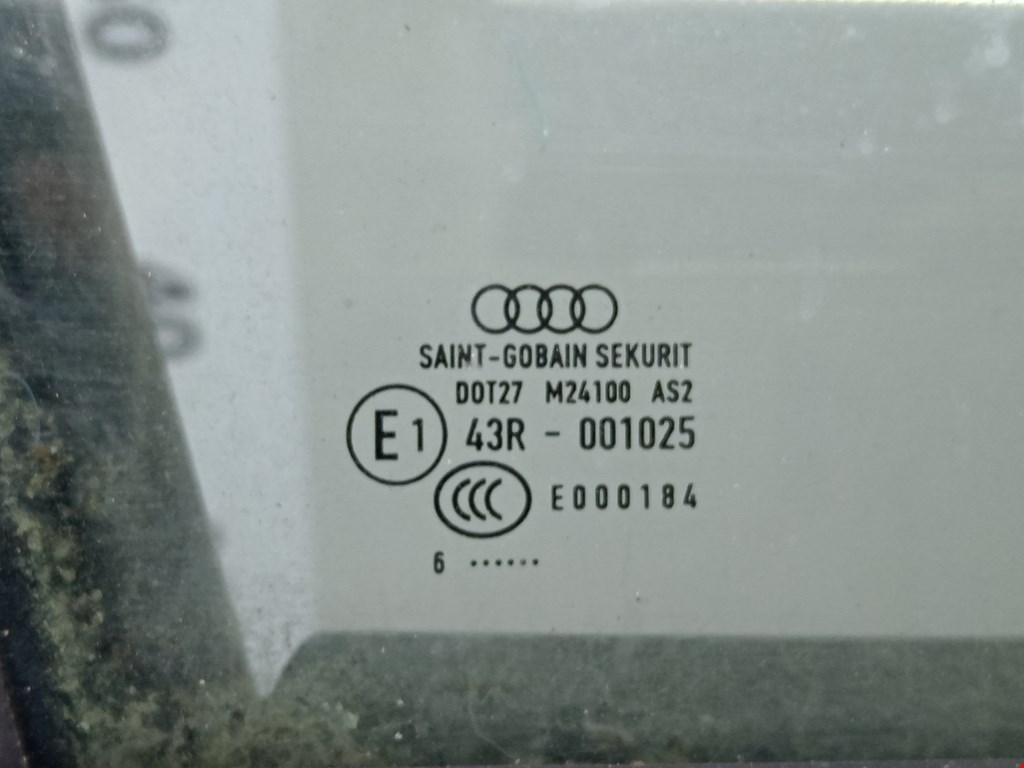 SAINT-GOBAIN SEKURIT
DOT27 M24100 AS2
E1 43R - 001025
CCC E000184
6 ......